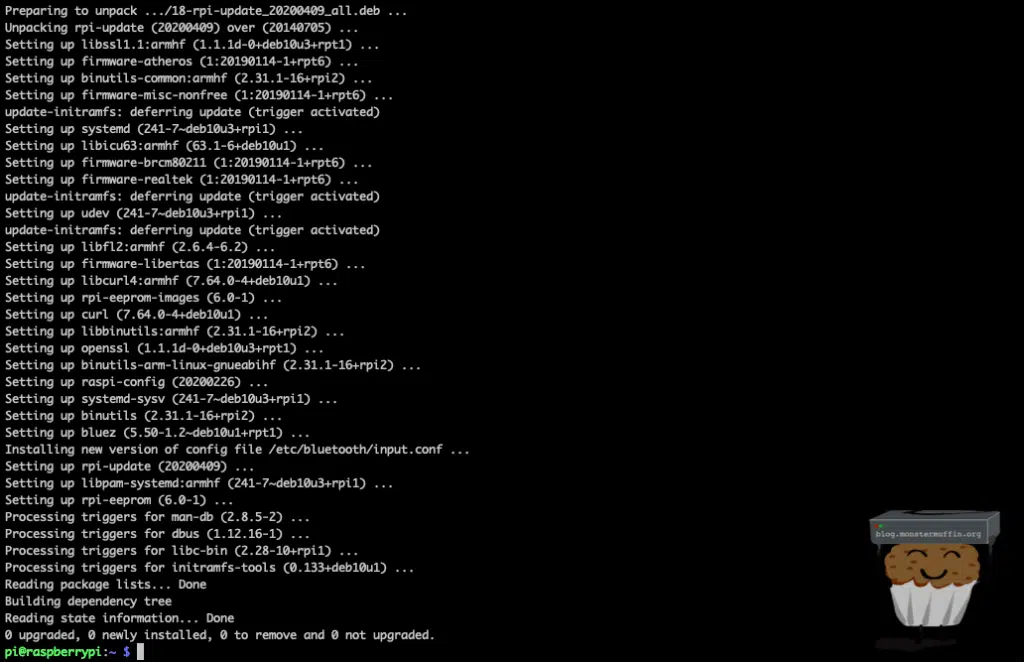 Preparing to unpack .../18-rpi-update_20200409_all.deb ...
Unpacking rpi-update (20200409) over (20140705) ...
Setting up libssl1.1:armhf (1.1.1d-0+deb10u3+rpt1) ...
Setting up firmware-atheros (1:20190114-1+rpt6) ...
Setting up binutils-common:armhf (2.31.1-16+rpi2) ...
Setting up firmware-misc-nonfree (1:20190114-1+rpt6) ...
update-initramfs: deferring update (trigger activated)
Setting up systemd (241-7~deb10u3+rpi1) ...
Setting up libicu63:armhf (63.1-6+deb10u1) ...
Setting up firmware-brcm80211 (1:20190114-1+rpt6) ...
Setting up firmware-realtek (1:20190114-1+rpt6) ...
update-initramfs: deferring update (trigger activated)
Setting up udev (241-7~deb10u3+rpi1) ...
update-initramfs: deferring update (trigger activated)
Setting up libfl2:armhf (2.6.4-6.2) ...
Setting up firmware-libertas (1:20190114-1+rpt6) ...
Setting up libcurl4:armhf (7.64.0-4+deb10u1) ...
Setting up rpi-eeprom-images (6.0-1) ...
Setting up curl (7.64.0-4+deb10u1) ...
Setting up libbinutils:armhf (2.31.1-16+rpi2) ...
Setting up openssl (1.1.1d-0+deb10u3+rpt1) ...
Setting up binutils-arm-linux-gnueabihf (2.31.1-16+rpi2) ...
Setting up raspi-config (20200226) ...
Setting up systemd-sysv (241-7~deb10u3+rpi1) ...
Setting up binutils (2.31.1-16+rpi2) ...
Setting up bluez (5.50-1.2~deb10u1+rpt1) ...
Installing new version of config file /etc/bluetooth/input.conf ...
Setting up rpi-update (20200409) ...
Setting up libpam-systemd:armhf (241-7~deb10u3+rpi1) ...
Setting up rpi-eeprom (6.0-1) ...
Processing triggers for man-db (2.8.5-2) ...
Processing triggers for dbus (1.12.16-1) ...
Processing triggers for libc-bin (2.28-10+rpi1) ...
Processing triggers for initramfs-tools (0.133+deb10u1) ...
Reading package lists... Done
Building dependency tree
Reading state information... Done
0 upgraded, 0 newly installed, 0 to remove and 0 not upgraded.
pi@raspberrypi:~ $
blog.monstermuffin.org